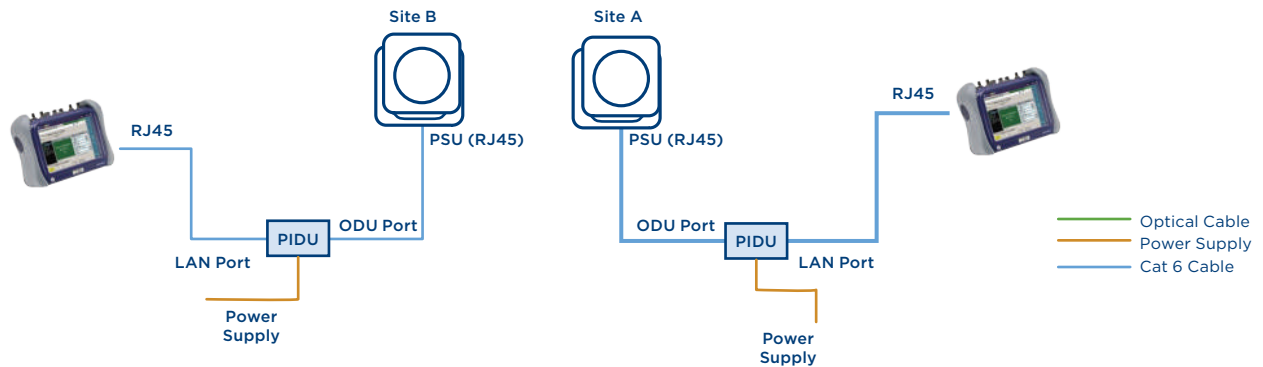 Site B
Site A
RJ45
RJ45
PSU (RJ45)
PSU (RJ45)
ODU Port
ODU Port
PIDU
PIDU
LAN Port
LAN Port
Optical Cable
Power Supply
Cat 6 Cable
Power
Supply
Power
Supply